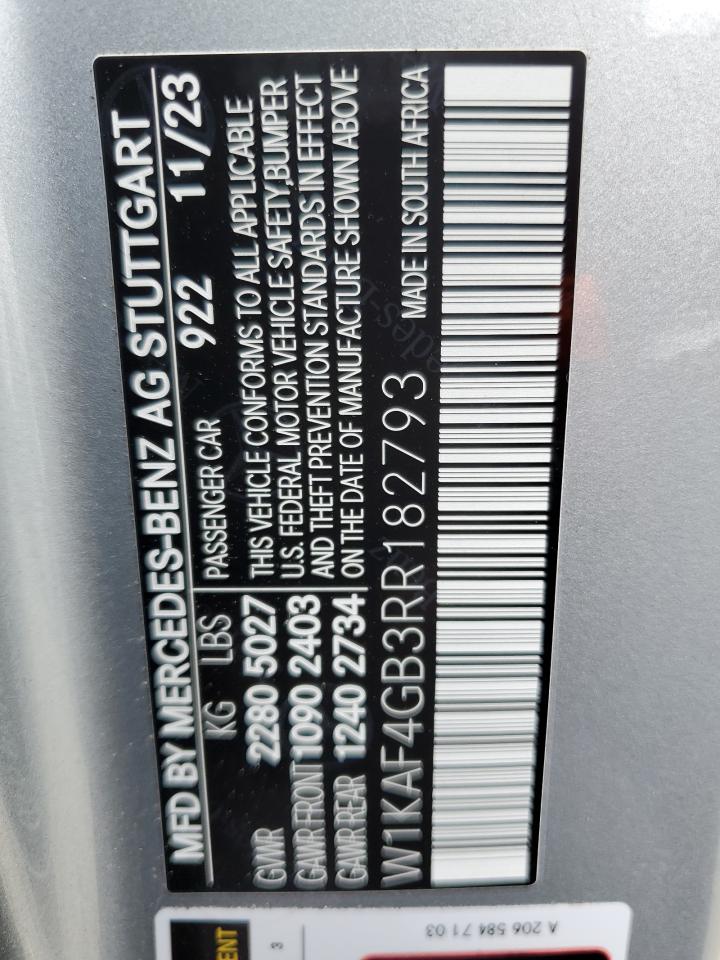 MFD BY MERCEDES-BENZ AG STUTTGART
922 11/23
KG LBS
PASSENGER CAR
GVWR 2280 5027
GAWR FRONT 1090 2403
GAWR REAR 1240 2734
THIS VEHICLE CONFORMS TO ALL APPLICABLE
U.S. FEDERAL MOTOR VEHICLE SAFETY,BUMPER
AND THEFT PREVENTION STANDARDS IN EFFECT
ON THE DATE OF MANUFACTURE SHOWN ABOVE
W1KAF4GB3RR182793
MADE IN SOUTH AFRICA
A 206 584 71 03